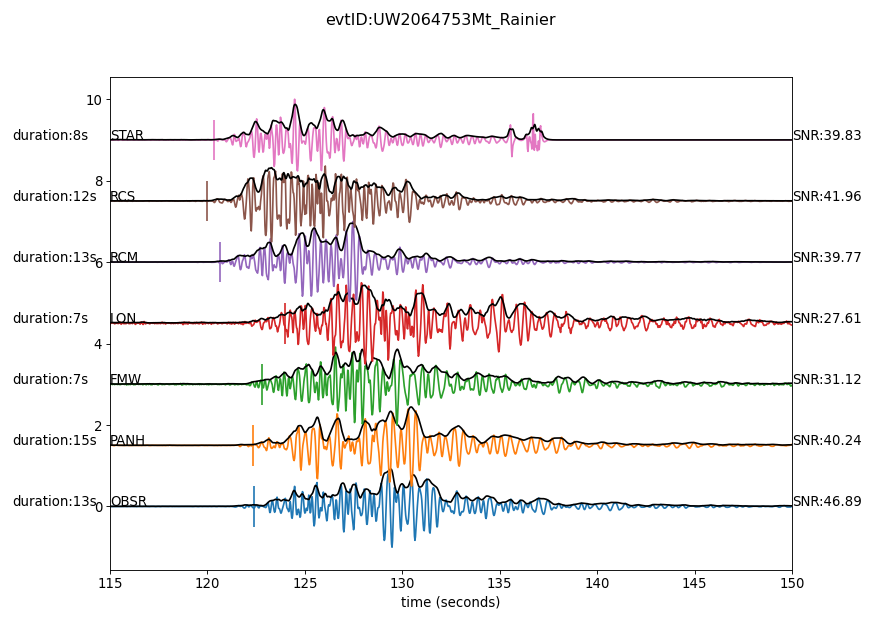 evtID:UW2064753Mt_Rainier
10
duration:8s STAR SNR:39.83
8
duration:12s RCS SNR:41.96
duration:13s RCM SNR:39.77
6
duration:7s LON SNR:27.61
4
duration:7s FMW SNR:31.12
2
duration:15s PANH SNR:40.24
duration:13s OBSR SNR:46.89
0
115 120 125 130 135 140 145 150
time (seconds)